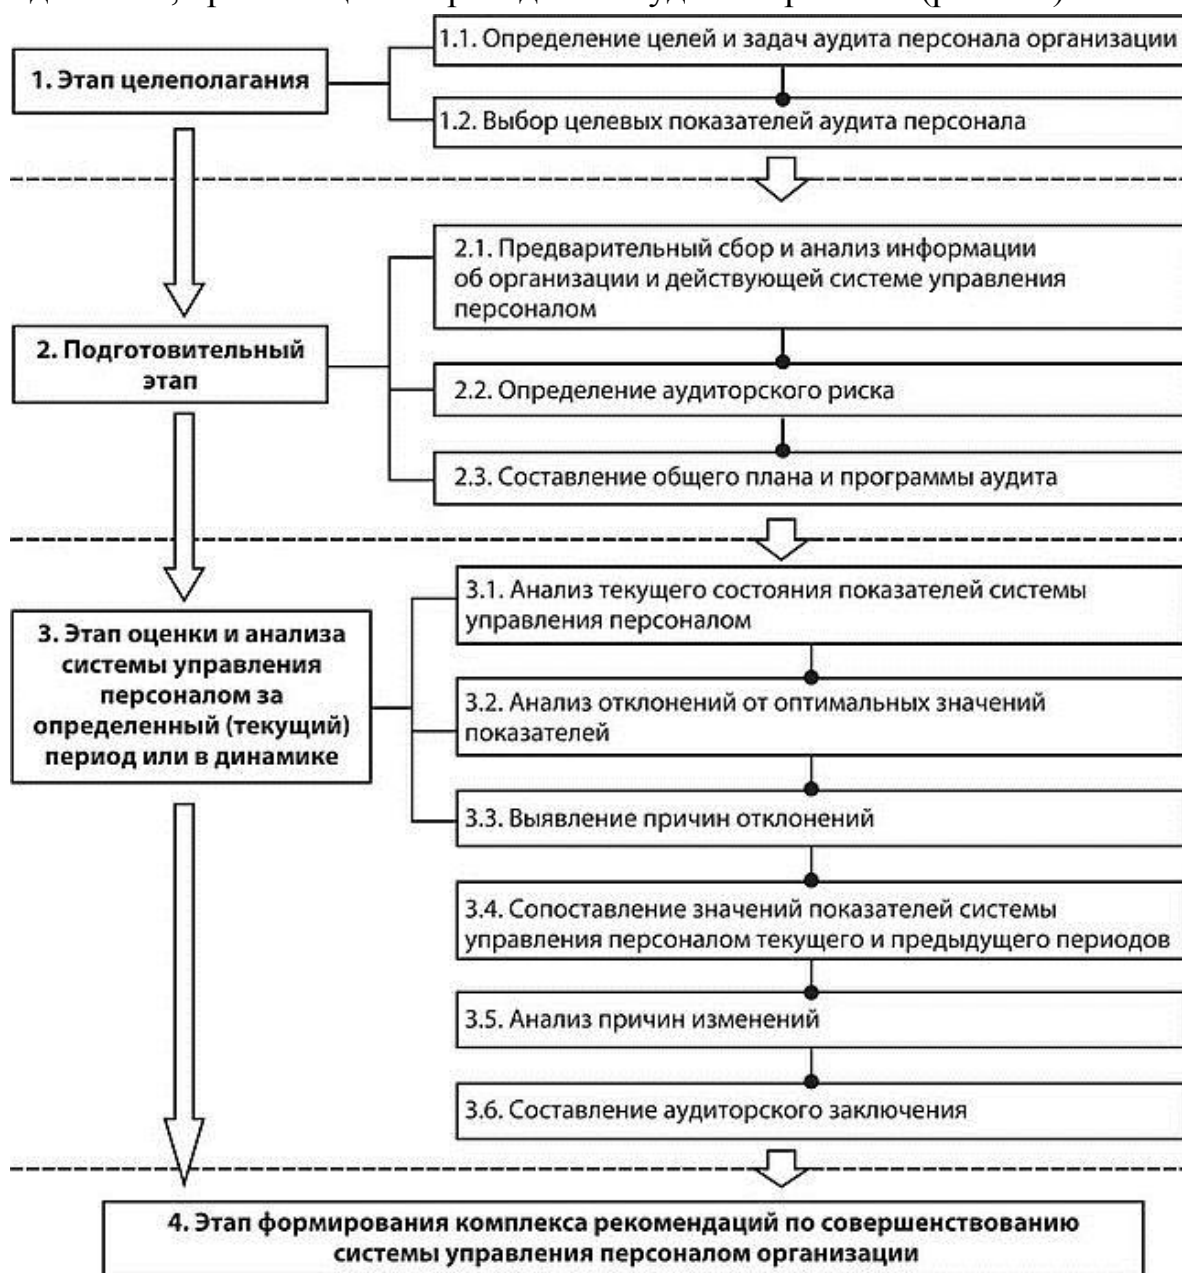 1.1. Определение целей и задач аудита персонала организации
1. Этап целеполагания
1.2. Выбор целевых показателей аудита персонала
2.1. Предварительный сбор и анализ информации
об организации и действующей системе управления
персоналом
2. Подготовительный
этап
2.2. Определение аудиторского риска
2.3. Составление общего плана и программы аудита
3. Этап оценки и анализа
системы управления
персоналом за
определенный (текущий)
период или в динамике
3.1. Анализ текущего состояния показателей системы
управления персоналом
3.2. Анализ отклонений от оптимальных значений
показателей
3.3. Выявление причин отклонений
3.4. Сопоставление значений показателей системы
управления персоналом текущего и предыдущего периодов
3.5. Анализ причин изменений
3.6. Составление аудиторского заключения
4. Этап формирования комплекса рекомендаций по совершенствованию
системы управления персоналом организации